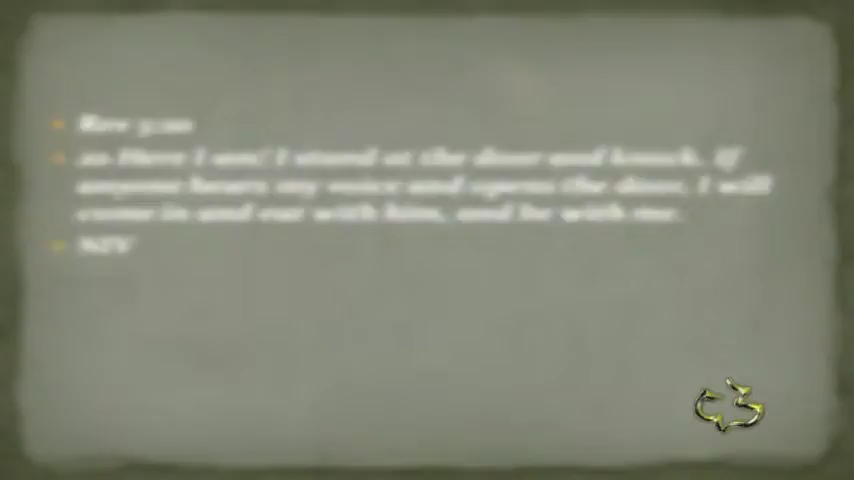 Rev 3:20
20 Here I am! I stand at the door and knock. If
anyone hears my voice and opens the door, I will
come in and eat with him, and he with me.
NIV